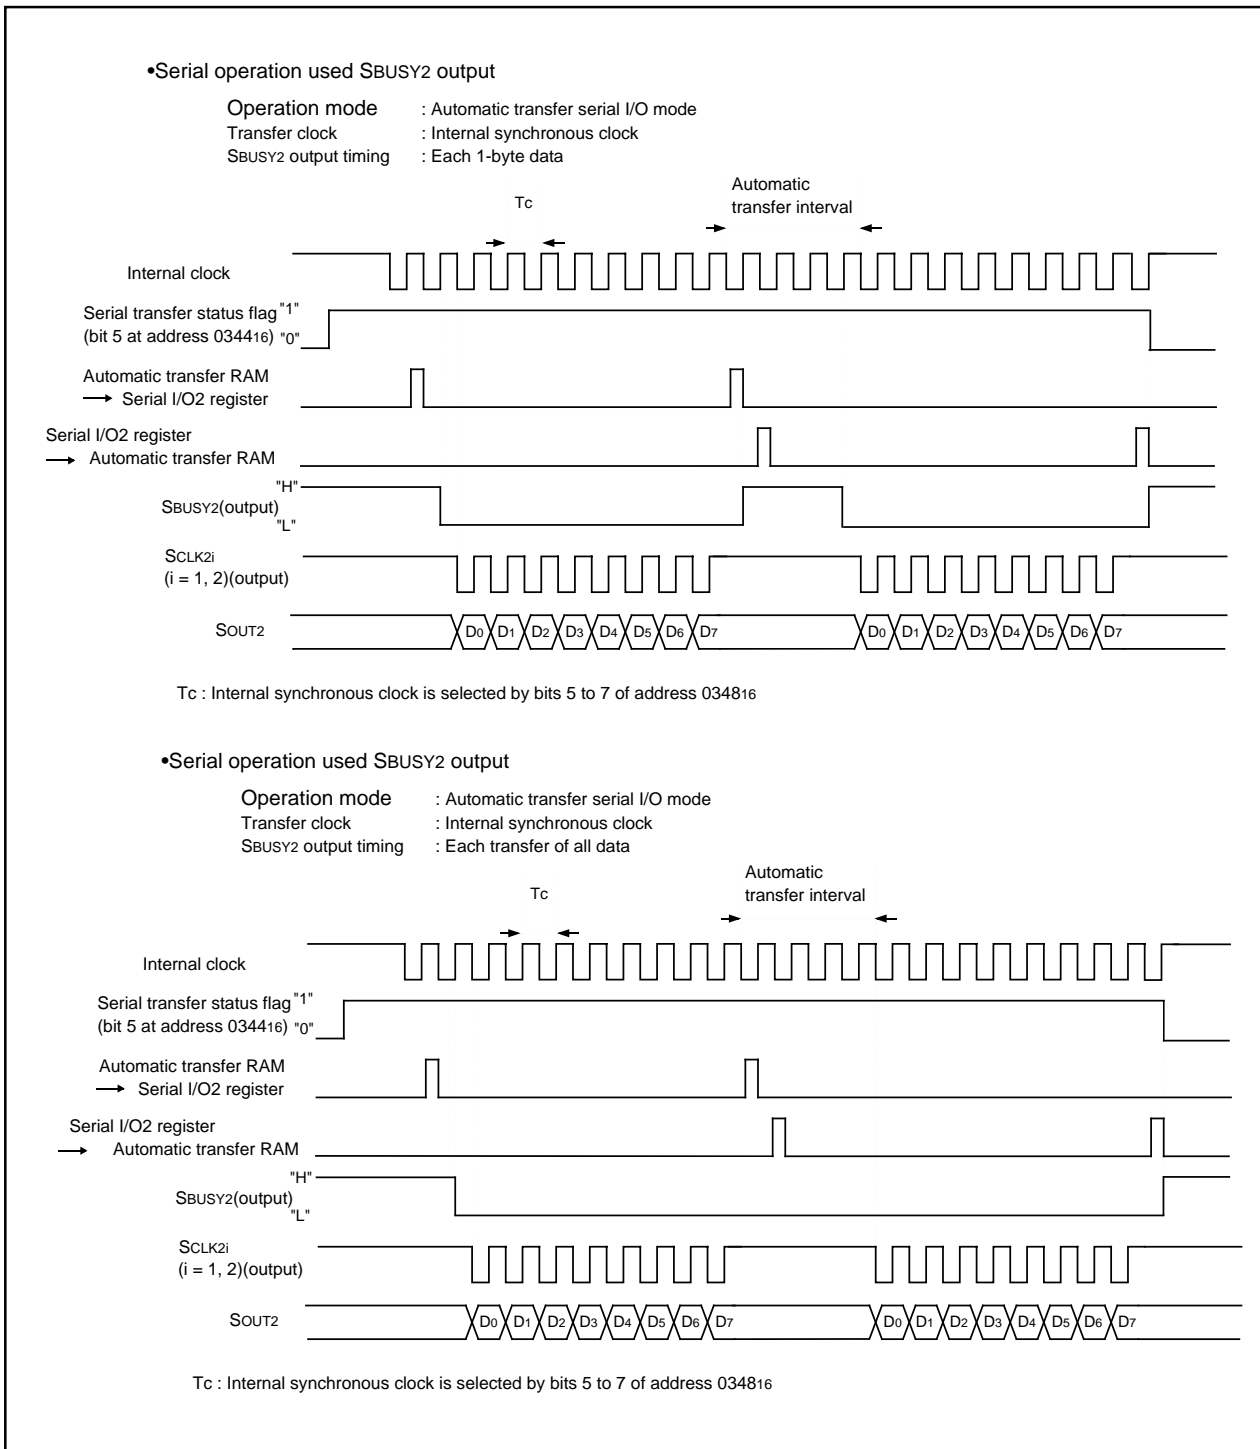 •Serial operation used SBUSY2 output
Operation mode : Automatic transfer serial I/O mode
Transfer clock : Internal synchronous clock
SBUSY2 output timing : Each 1-byte data
Automatic
transfer interval
Tc
Internal clock
Serial transfer status flag "1"
(bit 5 at address 034416) "0"
Automatic transfer RAM
→ Serial I/O2 register
Serial I/O2 register
→ Automatic transfer RAM
"H"
SBUSY2(output)
"L"
SCLK2i
(i = 1, 2)(output)
SOUT2 D0 D1 D2 D3 D4 D5 D6 D7 D0 D1 D2 D3 D4 D5 D6 D7
Tc : Internal synchronous clock is selected by bits 5 to 7 of address 034816
•Serial operation used SBUSY2 output
Operation mode : Automatic transfer serial I/O mode
Transfer clock : Internal synchronous clock
SBUSY2 output timing : Each transfer of all data
Automatic
transfer interval
Tc
Internal clock
Serial transfer status flag "1"
(bit 5 at address 034416) "0"
Automatic transfer RAM
→ Serial I/O2 register
Serial I/O2 register
→ Automatic transfer RAM
"H"
SBUSY2(output)
"L"
SCLK2i
(i = 1, 2)(output)
SOUT2 D0 D1 D2 D3 D4 D5 D6 D7 D0 D1 D2 D3 D4 D5 D6 D7
Tc : Internal synchronous clock is selected by bits 5 to 7 of address 034816